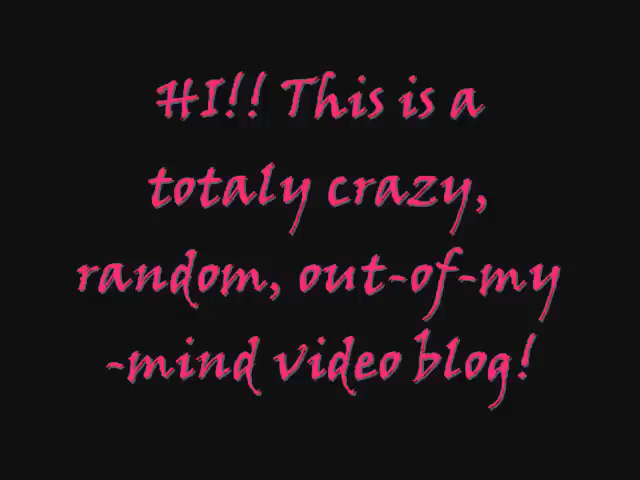 HI!! This is a
totaly crazy,
random, out-of-my
-mind video blog!